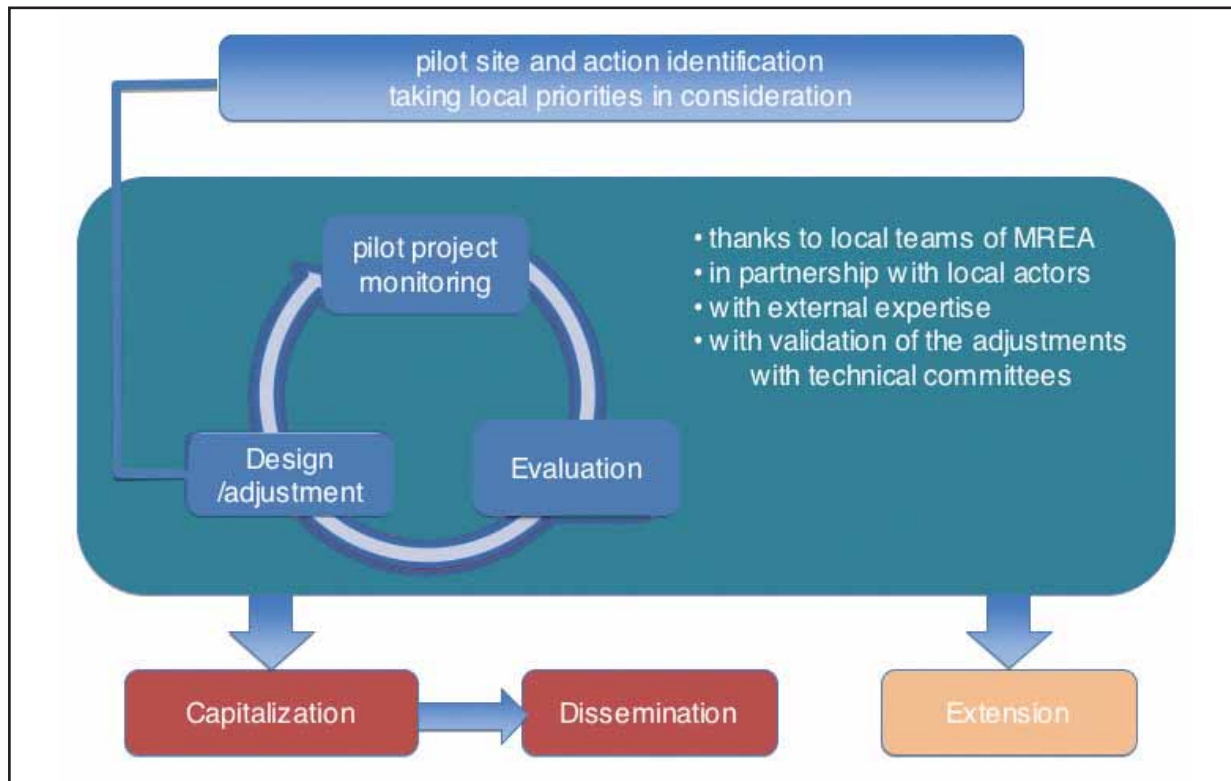 pilot site and action identification
taking local priorities in consideration
pilot project
monitoring
Design
/adjustment
Evaluation
• thanks to local teams of MREA
• in partnership with local actors
• with external expertise
• with validation of the adjustments
with technical committees
Capitalization
Dissemination
Extension